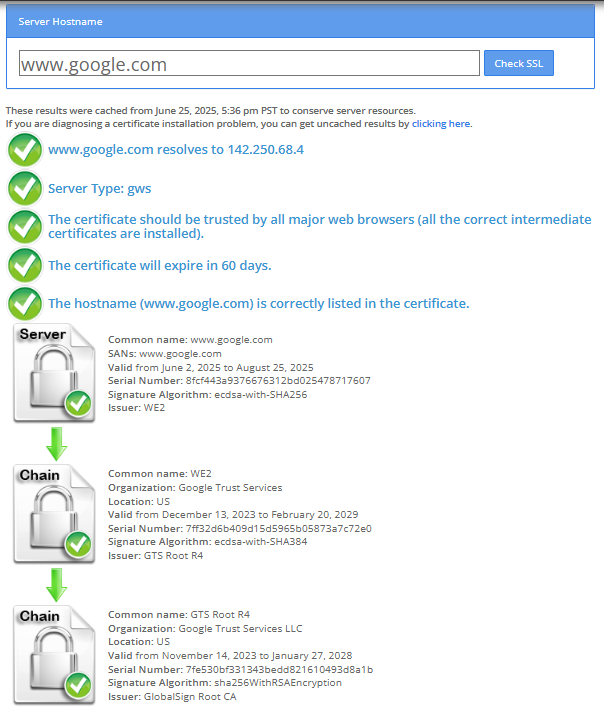 Server Hostname
www.google.com
Check SSL
These results were cached from June 25, 2025, 5:36 pm PST to conserve server resources.
If you are diagnosing a certificate installation problem, you can get uncached results by clicking here.
www.google.com resolves to 142.250.68.4
Server Type: gws
The certificate should be trusted by all major web browsers (all the correct intermediate
certificates are installed).
The certificate will expire in 60 days.
The hostname (www.google.com) is correctly listed in the certificate.
Server
Common name: www.google.com
SANs: www.google.com
Valid from June 2, 2025 to August 25, 2025
Serial Number: 8fcf443a9376676312bd025478717607
Signature Algorithm: ecdsa-with-SHA256
Issuer: WE2
Chain
Common name: WE2
Organization: Google Trust Services
Location: US
Valid from December 13, 2023 to February 20, 2029
Serial Number: 7ff32d6b409d15d5965b05873a7c72e0
Signature Algorithm: ecdsa-with-SHA384
Issuer: GTS Root R4
Chain
Common name: GTS Root R4
Organization: Google Trust Services LLC
Location: US
Valid from November 14, 2023 to January 27, 2028
Serial Number: 7fe530bf331343bedd821610493d8a1b
Signature Algorithm: sha256WithRSAEncryption
Issuer: GlobalSign Root CA